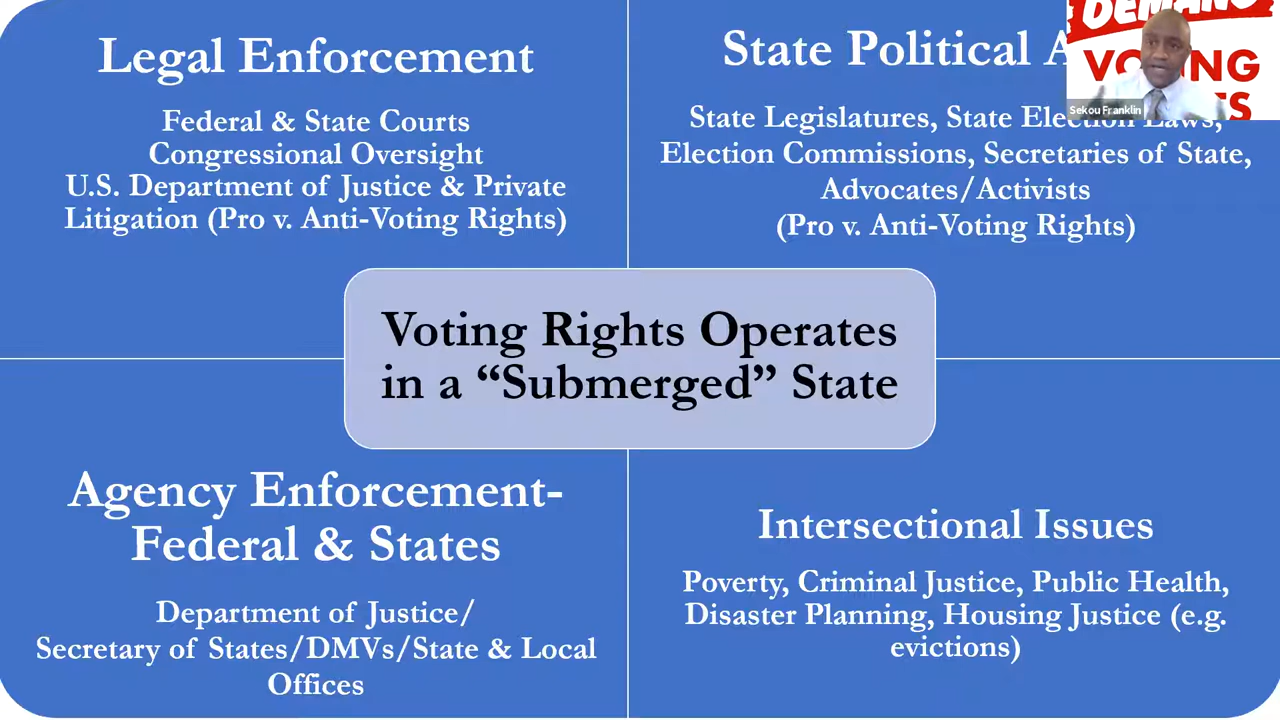 Legal Enforcement
Federal & State Courts
Congressional Oversight
U.S. Department of Justice & Private
Litigation (Pro v. Anti-Voting Rights)
State Political
State Legislatures, State Election Laws,
Election Commissions, Secretaries of State,
Advocates/Activists
(Pro v. Anti-Voting Rights)
DEMAND
Sekou Franklin
Voting Rights Operates
in a “Submerged” State
Agency Enforcement-
Federal & States
Department of Justice/
Secretary of States/DMVs/State & Local
Offices
Intersectional Issues
Poverty, Criminal Justice, Public Health,
Disaster Planning, Housing Justice (e.g.
evictions)